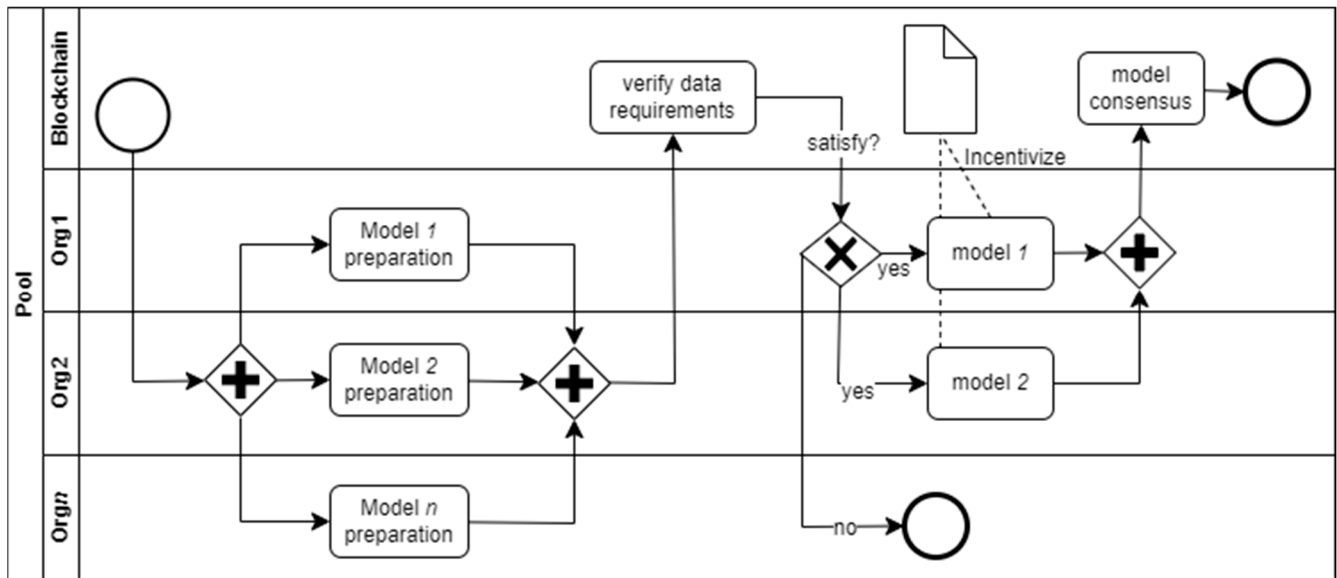 Pool
Blockchain
Org1
Org2
Orgn
verify data
requirements
satisfy?
Incentivize
model
consensus
Model 1
preparation
yes
model 1
Model 2
preparation
yes
model 2
Model n
preparation
no